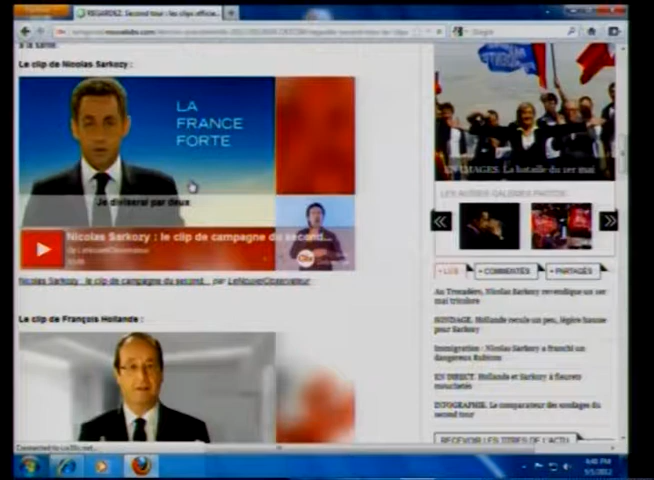 REGARDEZ. Second tour : les clips officie...
à la santé.
Le clip de Nicolas Sarkozy :
LA
FRANCE
FORTE
Je diviserai par deux
Nicolas Sarkozy : le clip de campagne du second...
Nicolas Sarkozy : le clip de campagne du second... par LeNouvelObservateur
Le clip de François Hollande :
EN IMAGES. La bataille du 1er mai
LES AUTRES GALERIES PHOTOS
LUS
COMMENTÉS
PARTAGÉS
Au Trocadéro, Nicolas Sarkozy revendique un 1er
mai tricolore
SONDAGE. Hollande recule un peu, légère hausse
pour Sarkozy
Immigration : Nicolas Sarkozy a franchi un
dangereux Rubicon
EN DIRECT. Hollande et Sarkozy à fleurets
mouchetés
INFOGRAPHIE. Le comparateur des sondages du
second tour
RECEVOIR LES TITRES DE L'ACTU